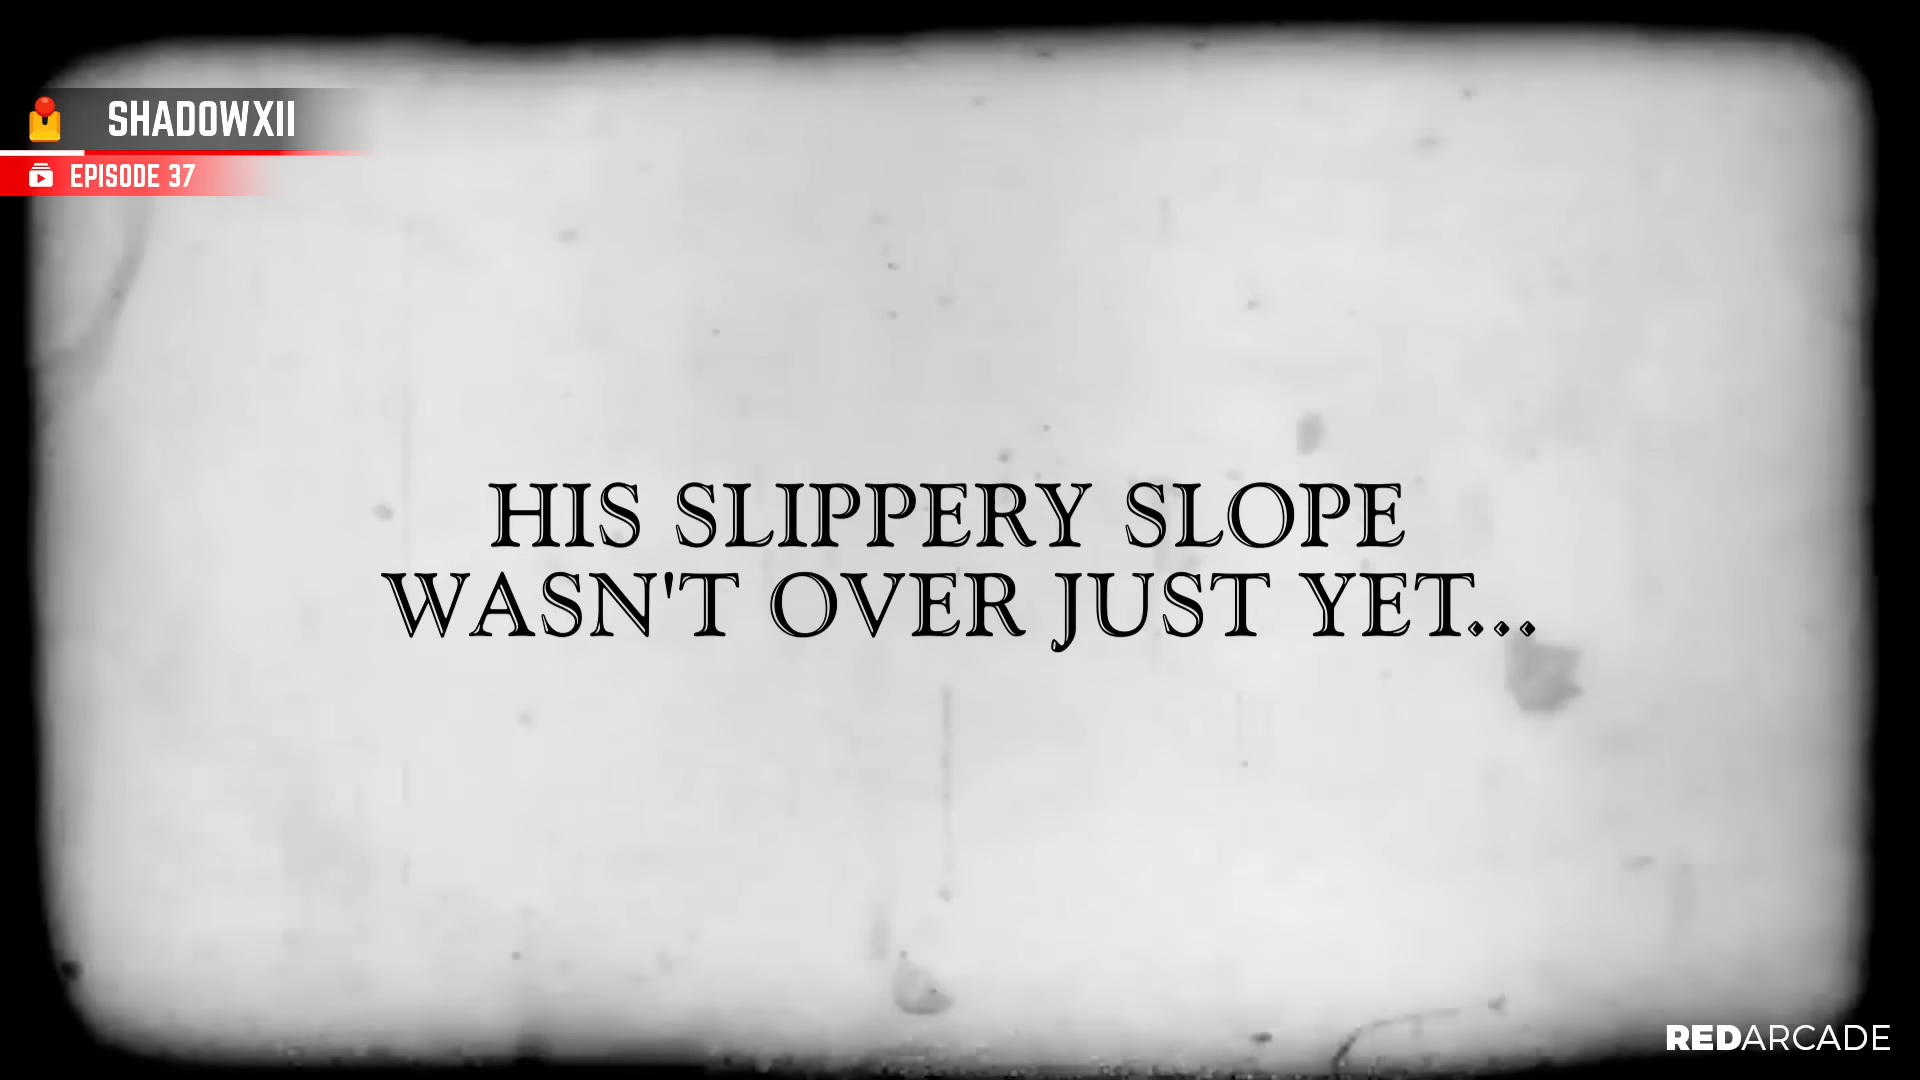 SHADOWXII
EPISODE 37
HIS SLIPPERY SLOPE
WASN'T OVER JUST YET...
REDARCADE